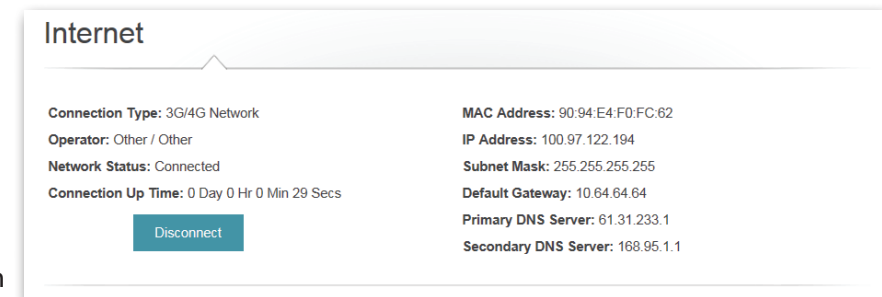 Internet
Connection Type: 3G/4G Network
Operator: Other / Other
Network Status: Connected
Connection Up Time: 0 Day 0 Hr 0 Min 29 Secs
Disconnect
MAC Address: 90:94:E4:F0:FC:62
IP Address: 100.97.122.194
Subnet Mask: 255.255.255.255
Default Gateway: 10.64.64.64
Primary DNS Server: 61.31.233.1
Secondary DNS Server: 168.95.1.1